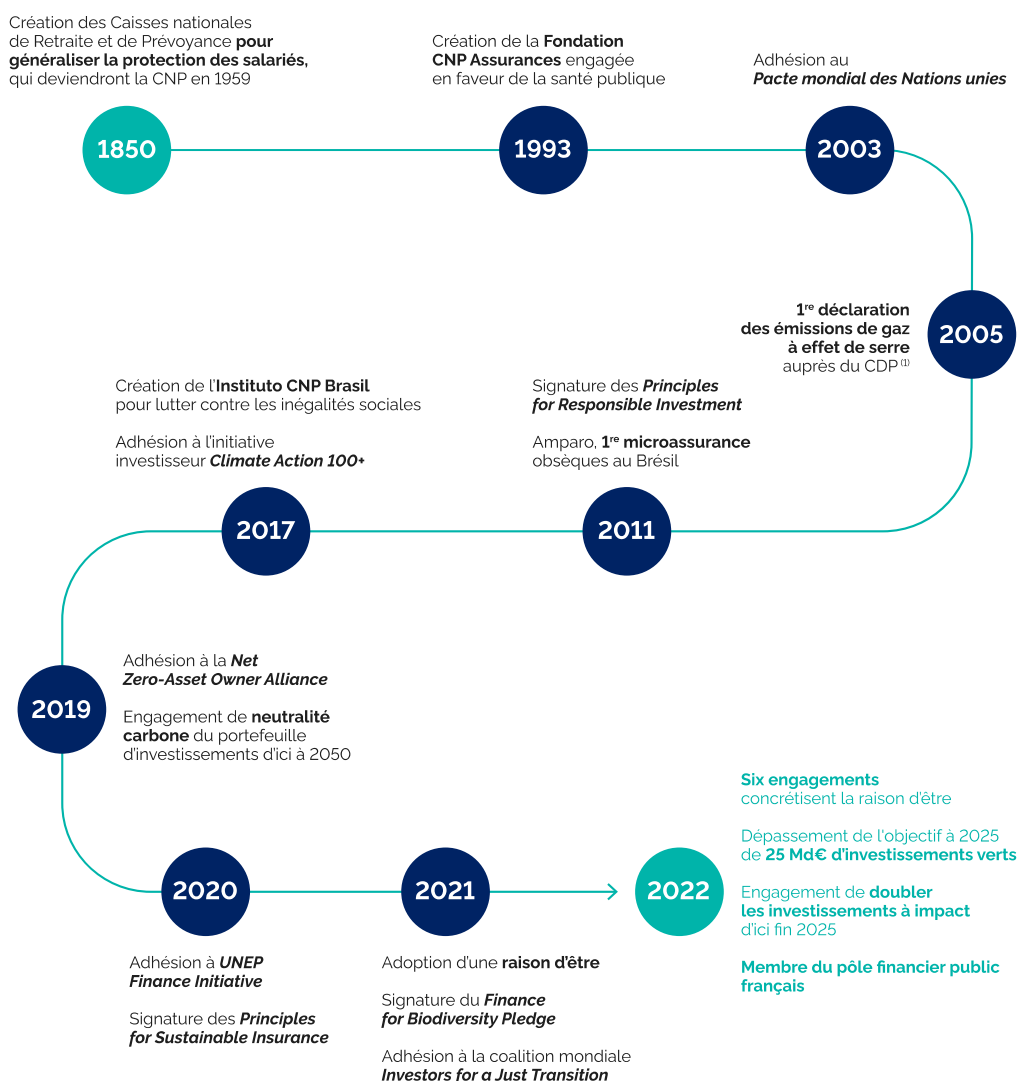 Création des Caisses nationales
de Retraite et de Prévoyance pour
généraliser la protection des salariés,
qui deviendront la CNP en 1959
1850
Création de la Fondation
CNP Assurances engagée
en faveur de la santé publique
1993
Adhésion au
Pacte mondial des Nations unies
2003
1re déclaration
des émissions de gaz
à effet de serre
auprès du CDP (1)
2005
Signature des Principles
for Responsible Investment
Amparo, 1re microassurance
obsèques au Brésil
2011
Création de l'Instituto CNP Brasil
pour lutter contre les inégalités sociales
Adhésion à l'initiative
investisseur Climate Action 100+
2017
2019
Adhésion à la Net
Zero-Asset Owner Alliance
Engagement de neutralité
carbone du portefeuille
d'investissements d'ici à 2050
2020
Adhésion à UNEP
Finance Initiative
Signature des Principles
for Sustainable Insurance
2021
Adoption d'une raison d'être
Signature du Finance
for Biodiversity Pledge
Adhésion à la coalition mondiale
Investors for a Just Transition
2022
Six engagements
concrétisent la raison d'être
Dépassement de l'objectif à 2025
de 25 Md€ d'investissements verts
Engagement de doubler
les investissements à impact
d'ici fin 2025
Membre du pôle financier public
français